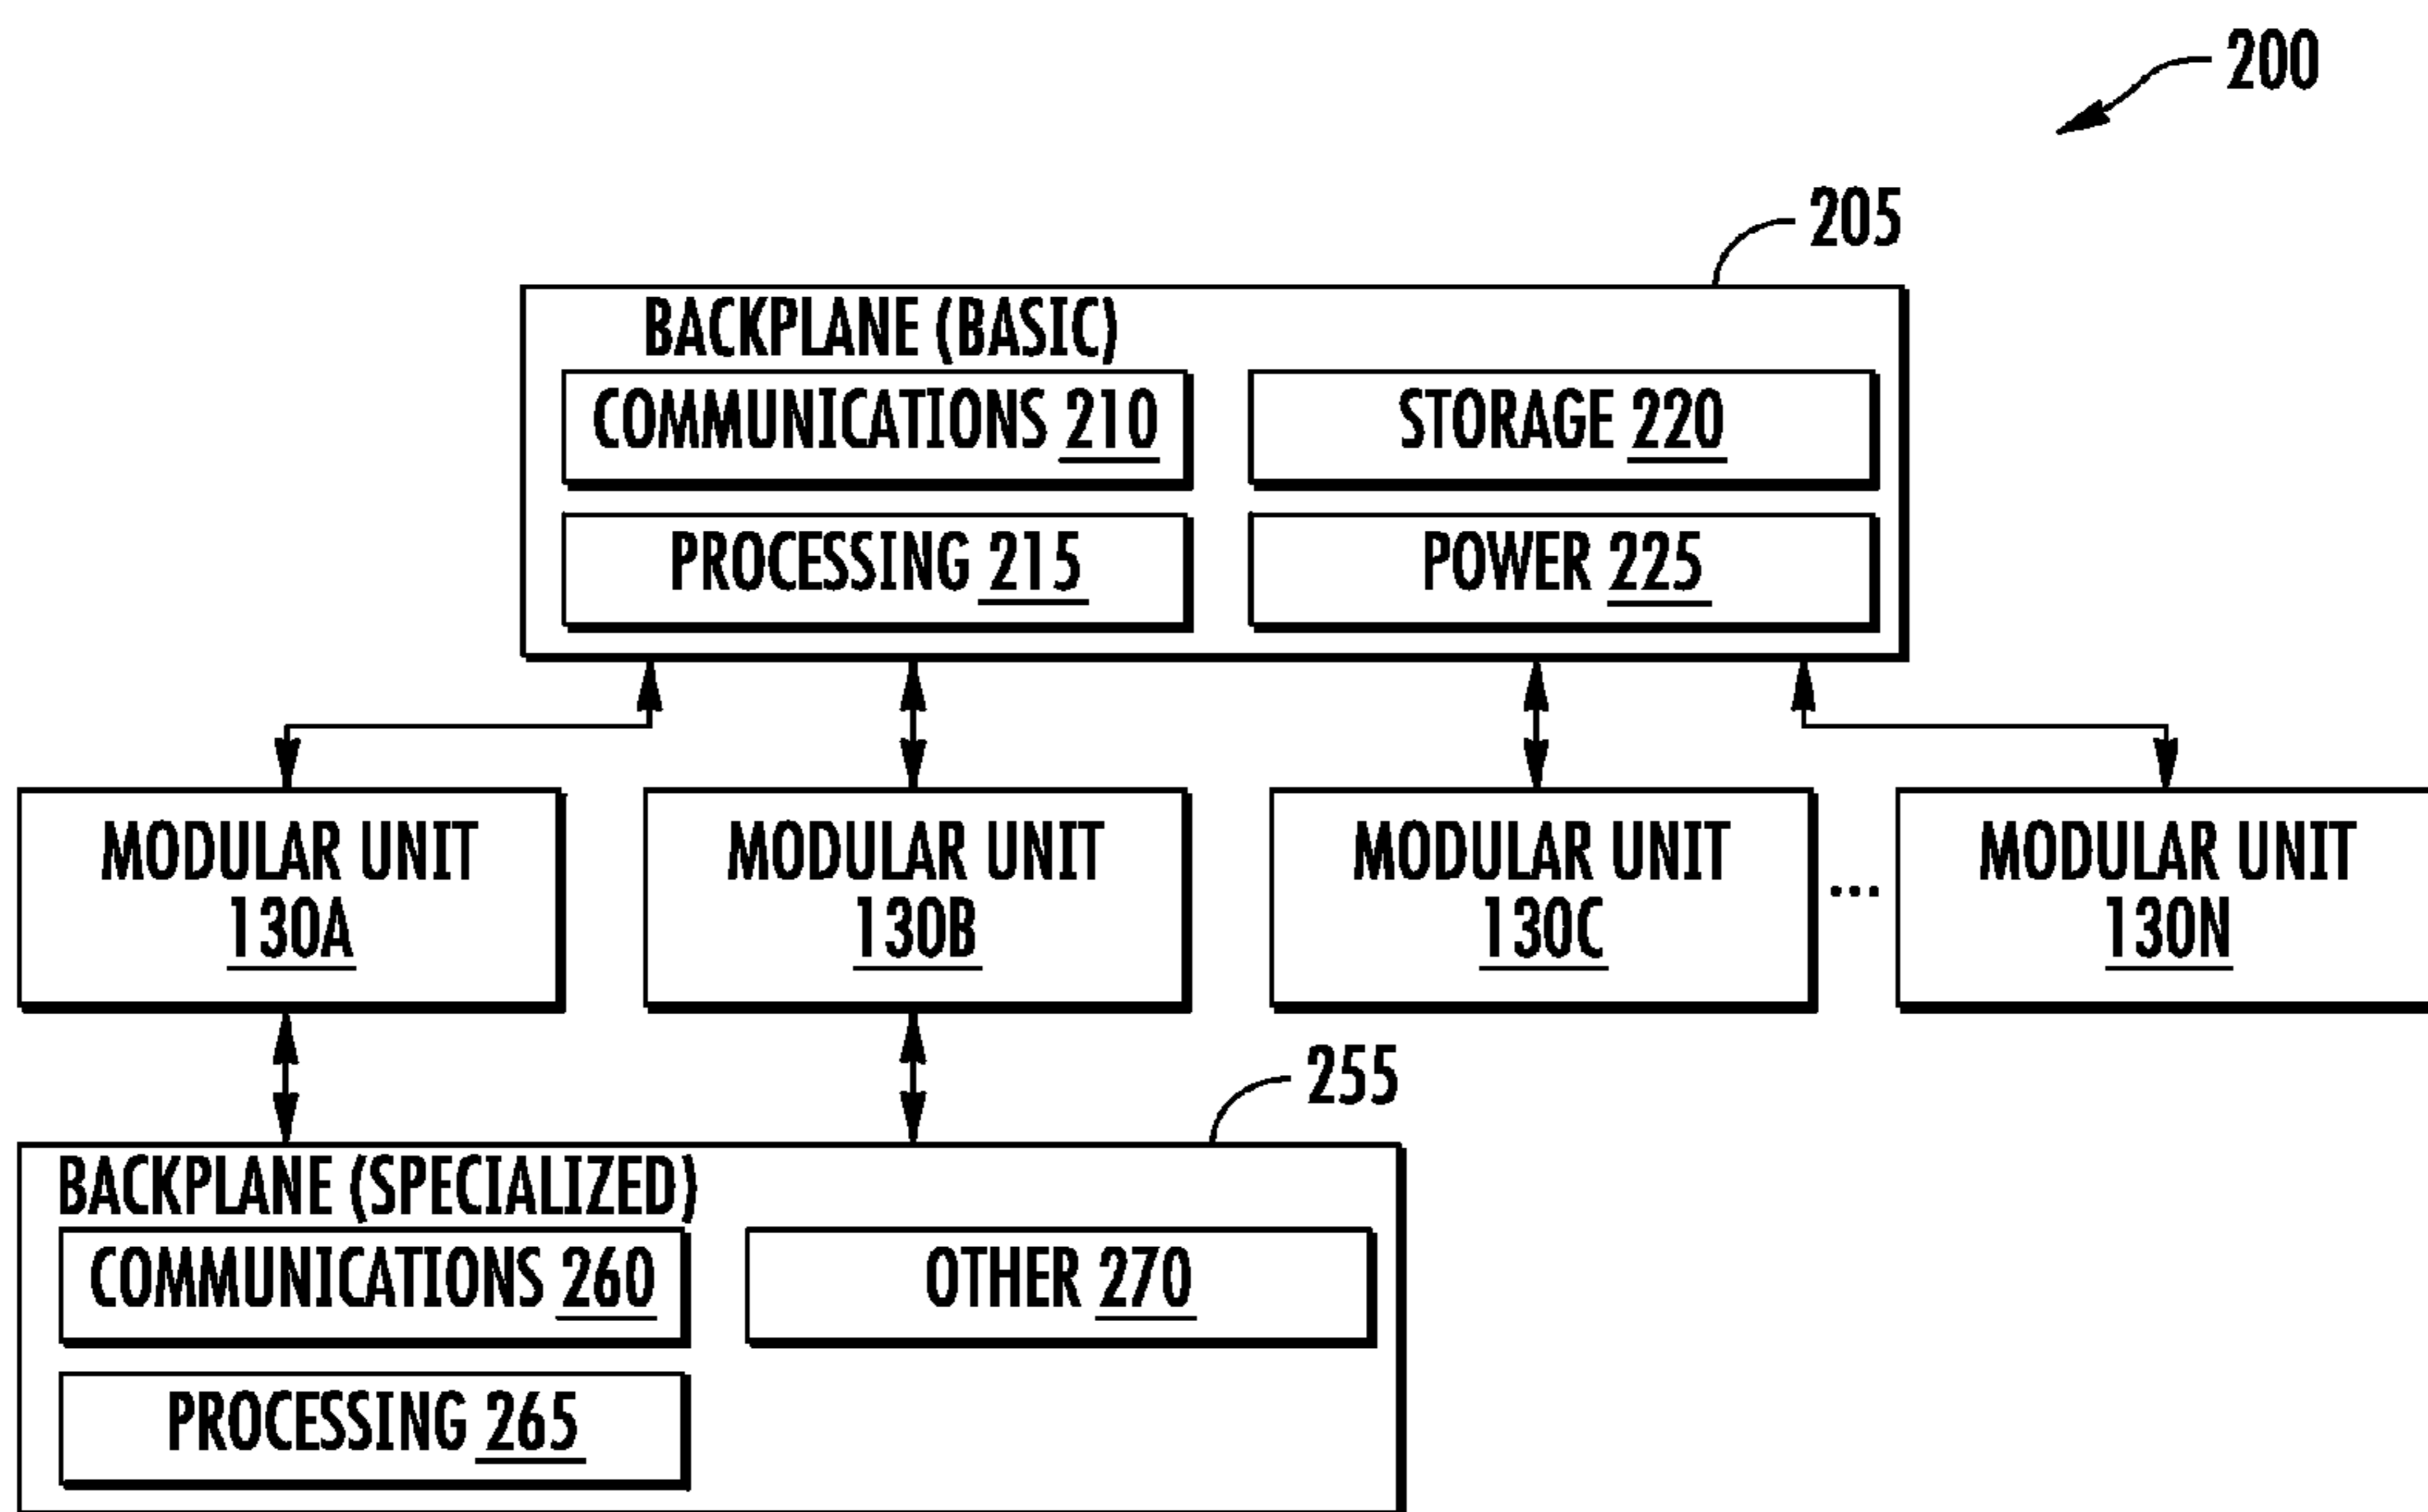 200
205
BACKPLANE (BASIC)
COMMUNICATIONS 210
STORAGE 220
PROCESSING 215
POWER 225
MODULAR UNIT
130A
MODULAR UNIT
130B
MODULAR UNIT
130C
...
MODULAR UNIT
130N
255
BACKPLANE (SPECIALIZED)
COMMUNICATIONS 260
OTHER 270
PROCESSING 265